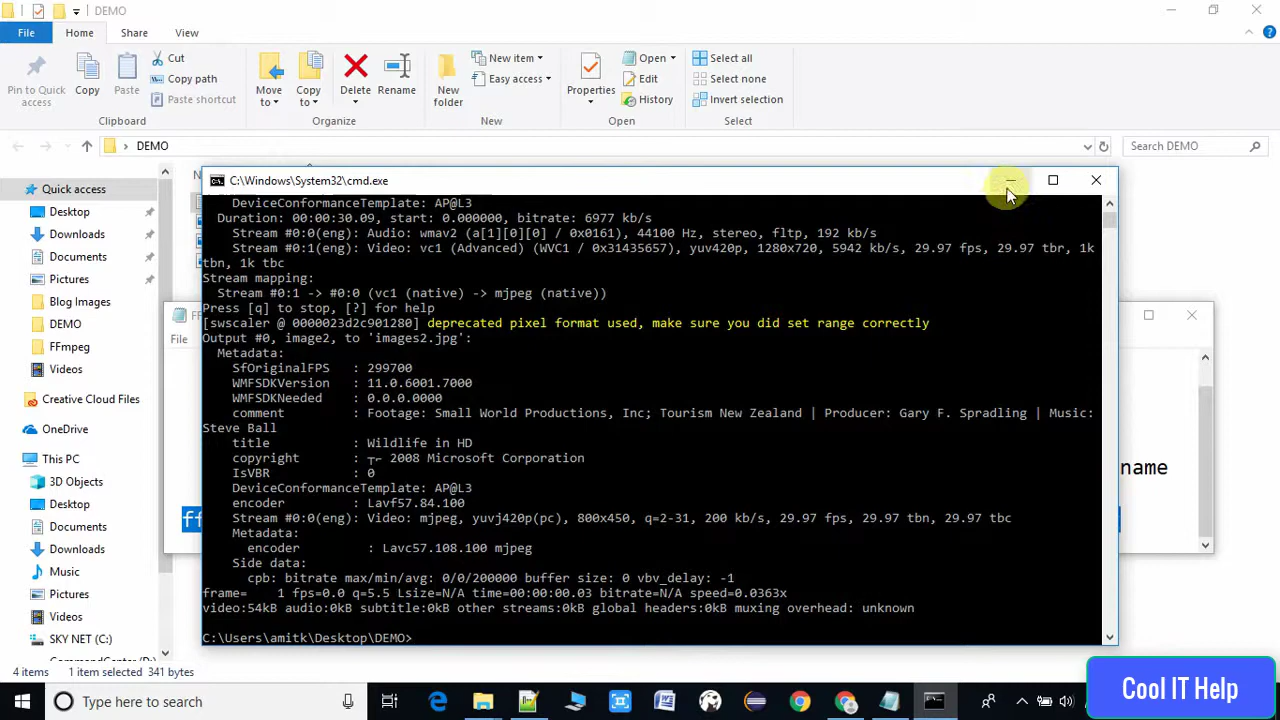 DEMO
File
Home
Share
View
Pin to Quick access
Copy
Paste
Cut
Copy path
Paste shortcut
Clipboard
Move to
Copy to
Delete
Rename
Organize
New folder
New item
Easy access
New
Properties
Open
Edit
History
Open
Select all
Select none
Invert selection
Select
DEMO
Search DEMO
Quick access
Desktop
Downloads
Documents
Pictures
Blog Images
DEMO
FFmpeg
Videos
Creative Cloud Files
OneDrive
This PC
3D Objects
Desktop
Documents
Downloads
Music
Pictures
Videos
SKY NET (C:)
File
name
C:\Windows\System32\cmd.exe
DeviceConformanceTemplate: AP@L3
Duration: 00:00:30.09, start: 0.000000, bitrate: 6977 kb/s
Stream #0:0(eng): Audio: wmav2 (a[1][0][0] / 0x0161), 44100 Hz, stereo, fltp, 192 kb/s
Stream #0:1(eng): Video: vc1 (Advanced) (WVC1 / 0x31435657), yuv420p, 1280x720, 5942 kb/s, 29.97 fps, 29.97 tbr, 1k
tbn, 1k tbc
Stream mapping:
Stream #0:1 -> #0:0 (vc1 (native) -> mjpeg (native))
Press [q] to stop, [?] for help
[swscaler @ 0000023d2c901280] deprecated pixel format used, make sure you did set range correctly
Output #0, image2, to 'images2.jpg':
Metadata:
SfOriginalFPS : 299700
WMFSDKVersion : 11.0.6001.7000
WMFSDKNeeded : 0.0.0.0000
comment : Footage: Small World Productions, Inc; Tourism New Zealand | Producer: Gary F. Spradling | Music:
Steve Ball
title : Wildlife in HD
copyright : ┬⌐ 2008 Microsoft Corporation
IsVBR : 0
DeviceConformanceTemplate: AP@L3
encoder : Lavf57.84.100
Stream #0:0(eng): Video: mjpeg, yuvj420p(pc), 800x450, q=2-31, 200 kb/s, 29.97 fps, 29.97 tbn, 29.97 tbc
Metadata:
encoder : Lavc57.108.100 mjpeg
Side data:
cpb: bitrate max/min/avg: 0/0/200000 buffer size: 0 vbv_delay: -1
frame= 1 fps=0.0 q=5.5 Lsize=N/A time=00:00:00.03 bitrate=N/A speed=0.0363x
video:54kB audio:0kB subtitle:0kB other streams:0kB global headers:0kB muxing overhead: unknown
C:\Users\amitk\Desktop\DEMO>
4 items
1 item selected 341 bytes
Type here to search
Cool IT Help